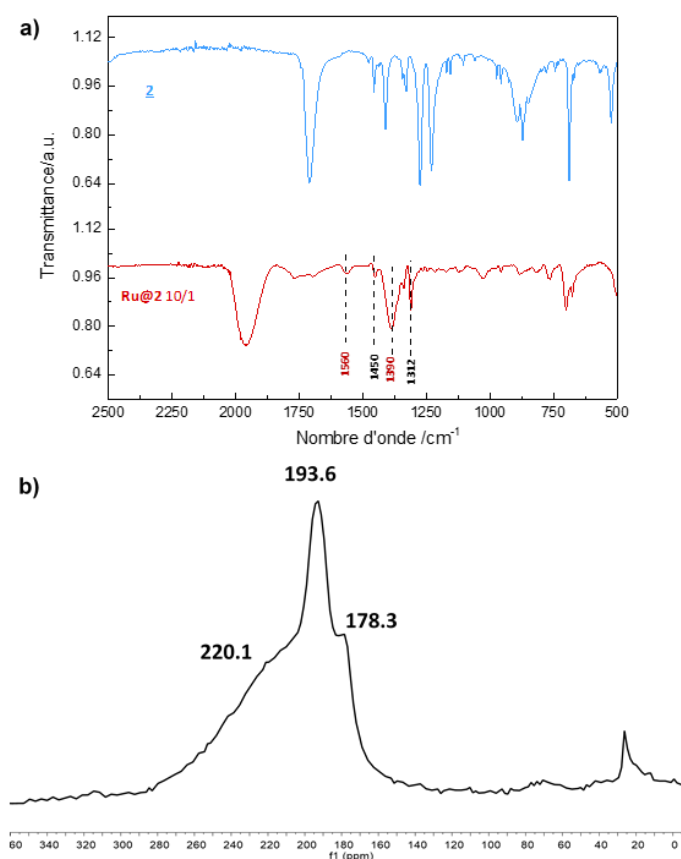 a)
1.12
0.96
0.80
0.64
1.12
0.96
0.80
0.64
Transmittance/a.u.
2
Ru@2 10/1
1560
1450
1390
1312
2500 2250 2000 1750 1500 1250 1000 750 500
Nombre d'onde /cm⁻¹
b)
193.6
220.1
178.3
60 340 320 300 280 260 240 220 200 180 160 140 120 100 80 60 40 20 0
f1 (ppm)